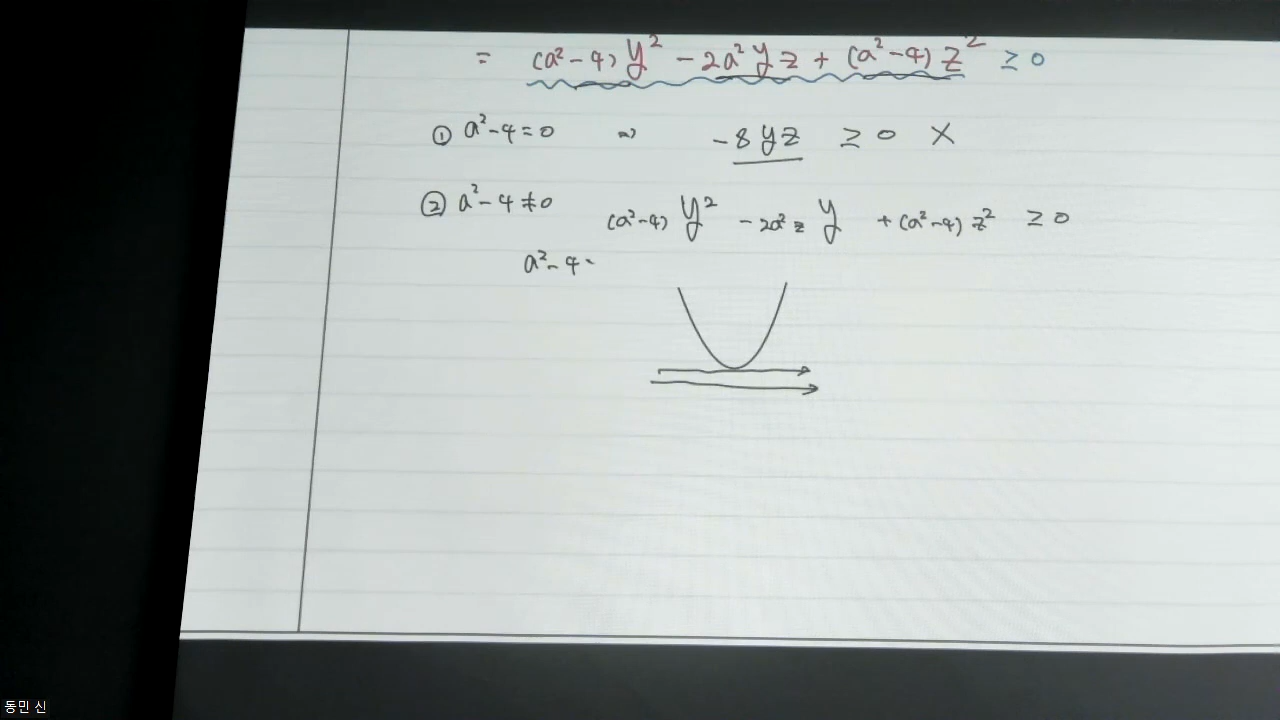 = (a²-4) y² - 2a² y z + (a²-4) z² ≥ 0
① a²-4=0 ⇝ -8yz ≥ 0 X
② a²-4≠0 (a²-4) y² - 2a²z y + (a²-4) z² ≥ 0
a²-4
동민 신